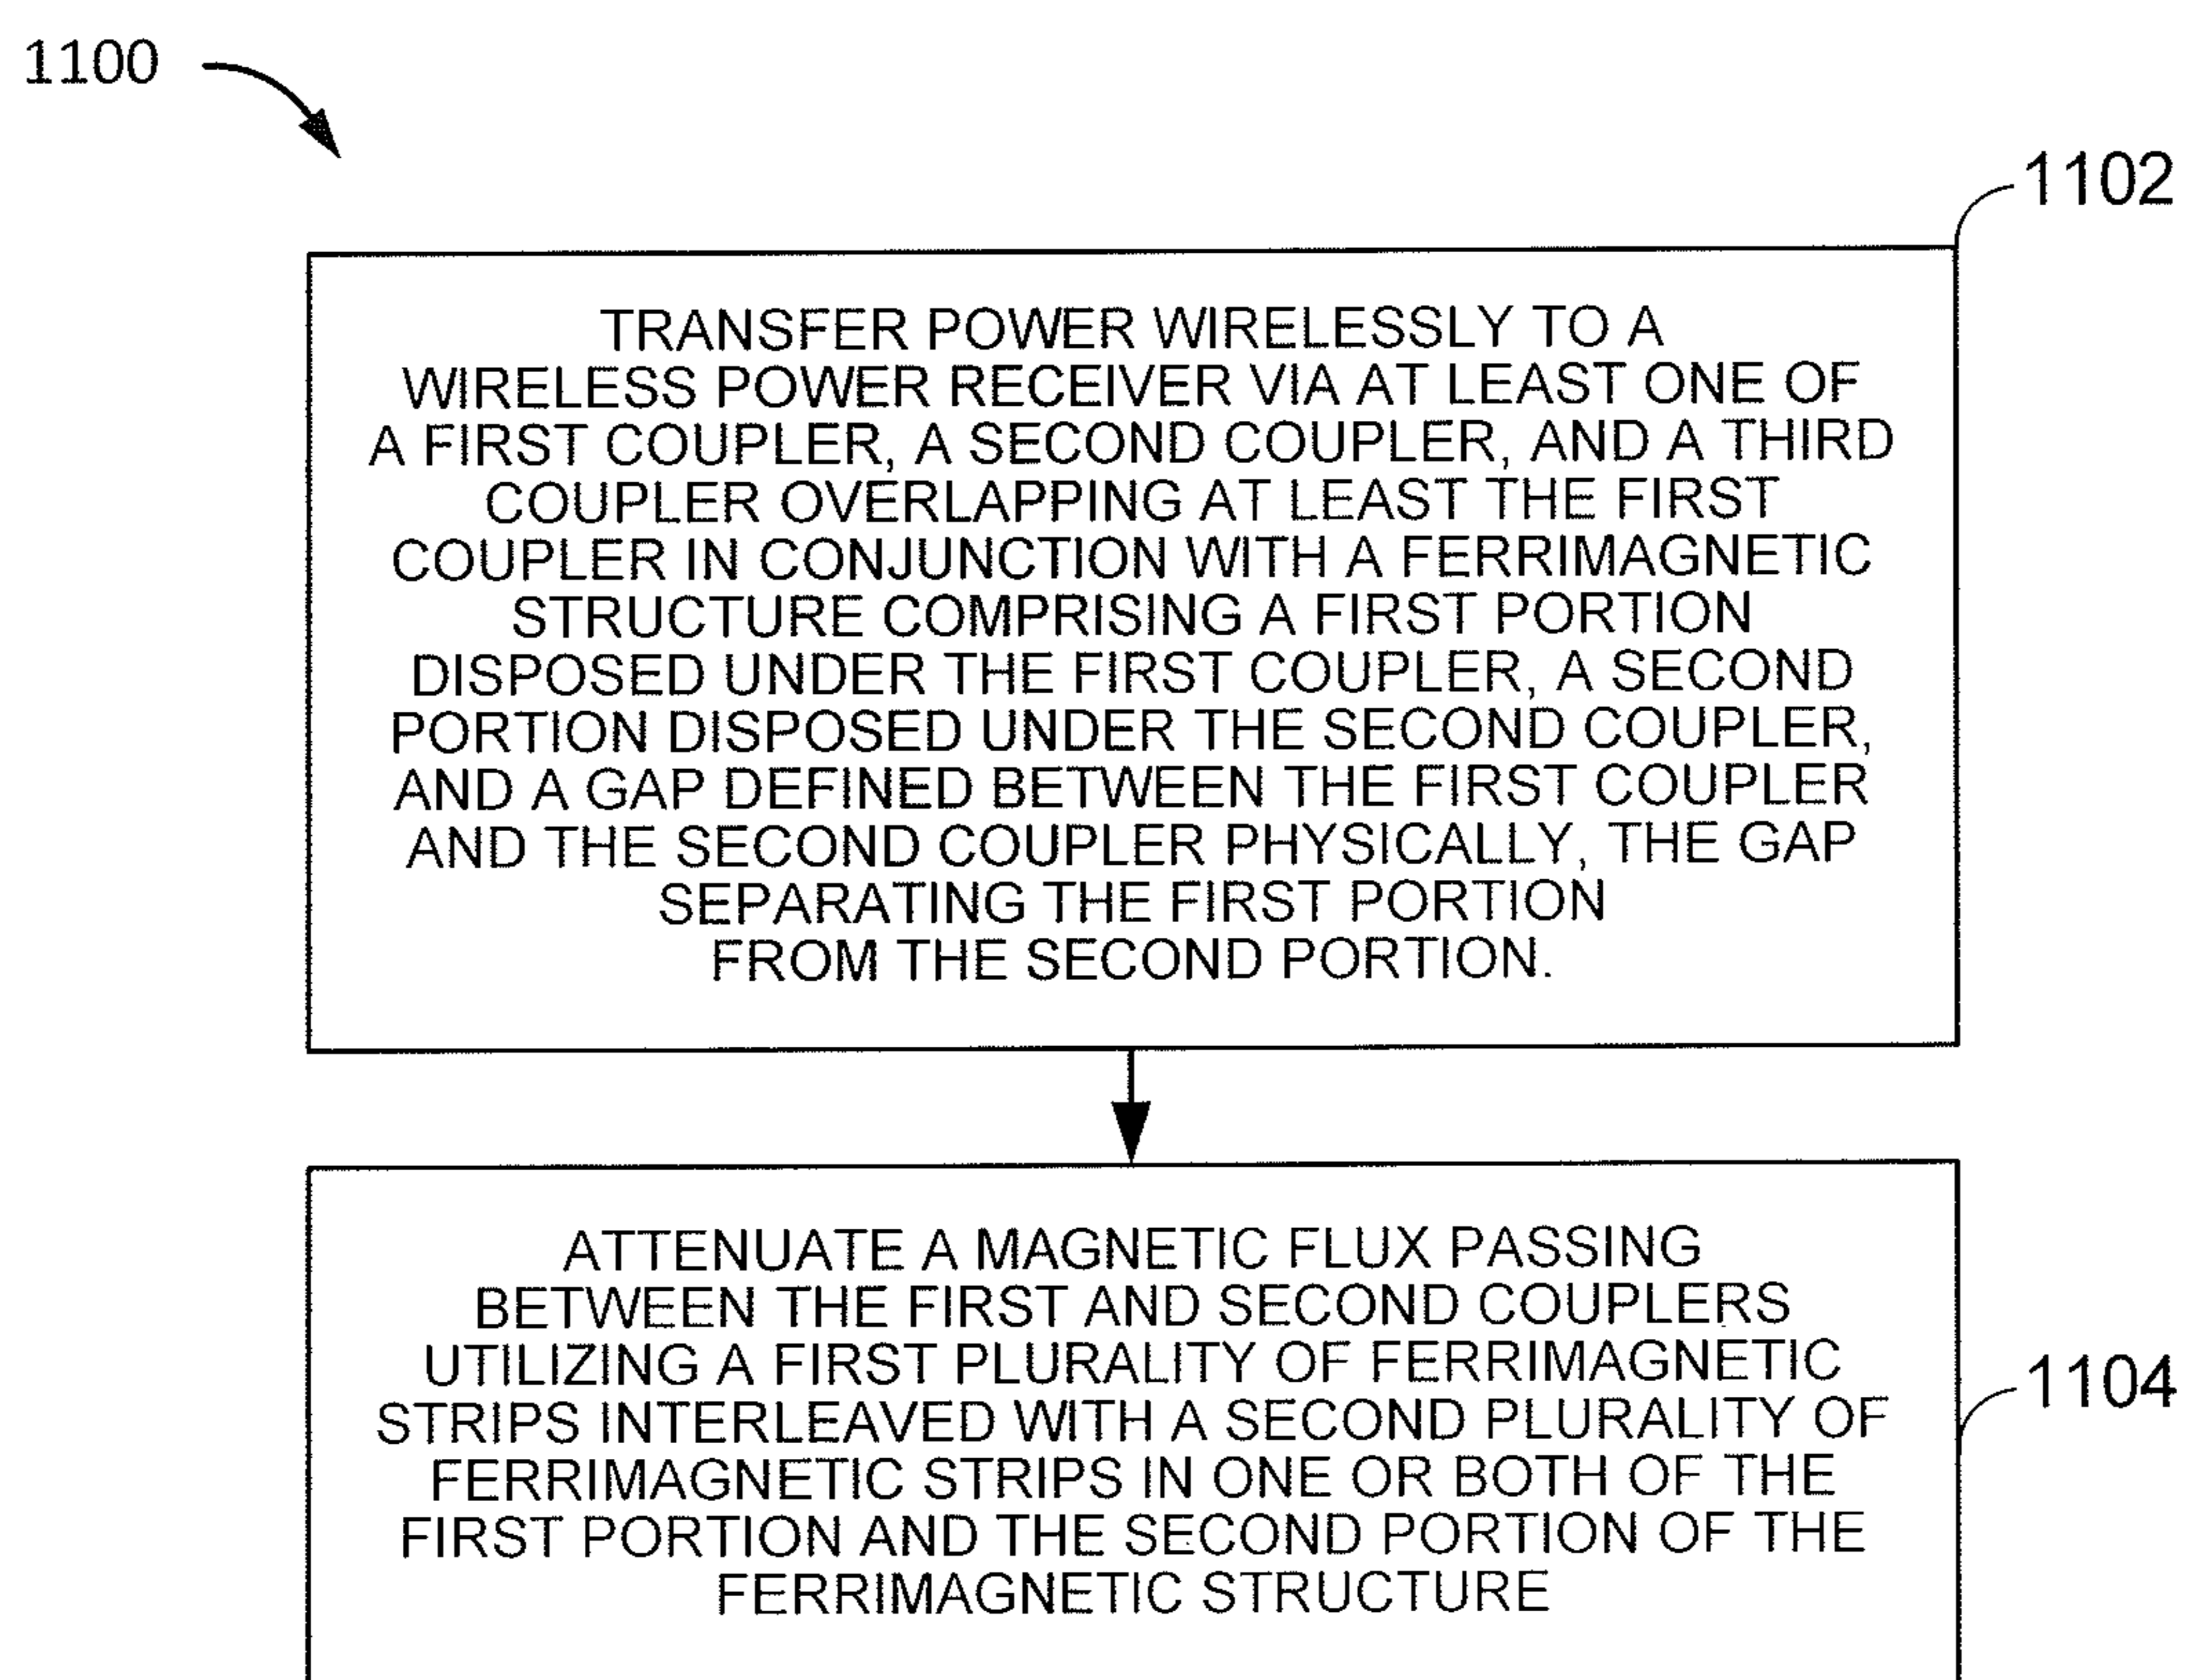 1100
1102
TRANSFER POWER WIRELESSLY TO A
WIRELESS POWER RECEIVER VIA AT LEAST ONE OF
A FIRST COUPLER, A SECOND COUPLER, AND A THIRD
COUPLER OVERLAPPING AT LEAST THE FIRST
COUPLER IN CONJUNCTION WITH A FERRIMAGNETIC
STRUCTURE COMPRISING A FIRST PORTION
DISPOSED UNDER THE FIRST COUPLER, A SECOND
PORTION DISPOSED UNDER THE SECOND COUPLER,
AND A GAP DEFINED BETWEEN THE FIRST COUPLER
AND THE SECOND COUPLER PHYSICALLY, THE GAP
SEPARATING THE FIRST PORTION
FROM THE SECOND PORTION.
ATTENUATE A MAGNETIC FLUX PASSING
BETWEEN THE FIRST AND SECOND COUPLERS
UTILIZING A FIRST PLURALITY OF FERRIMAGNETIC
STRIPS INTERLEAVED WITH A SECOND PLURALITY OF
FERRIMAGNETIC STRIPS IN ONE OR BOTH OF THE
FIRST PORTION AND THE SECOND PORTION OF THE
FERRIMAGNETIC STRUCTURE
1104